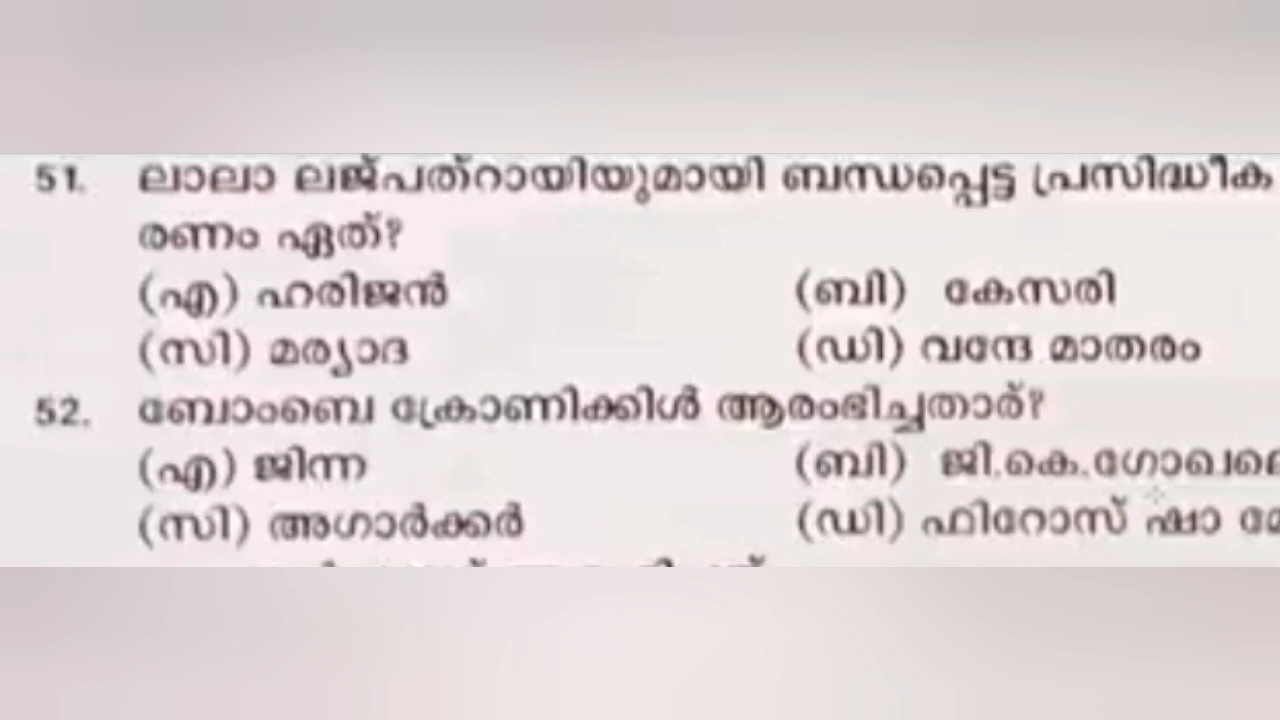 51. ലാലാ ലജ്പത്റായിയുമായി ബന്ധപ്പെട്ട പ്രസിദ്ധീക
രണം ഏത്?
(എ) ഹരിജൻ (ബി) കേസരി
(സി) മര്യാദ (ഡി) വന്ദേ മാതരം
52. ബോംബെ ക്രോണിക്കിൾ ആരംഭിച്ചതാര്?
(എ) ജിന്ന (ബി) ജി.കെ.ഗോഖലെ
(സി) അഗാർക്കർ (ഡി) ഫിറോസ് ഷാ